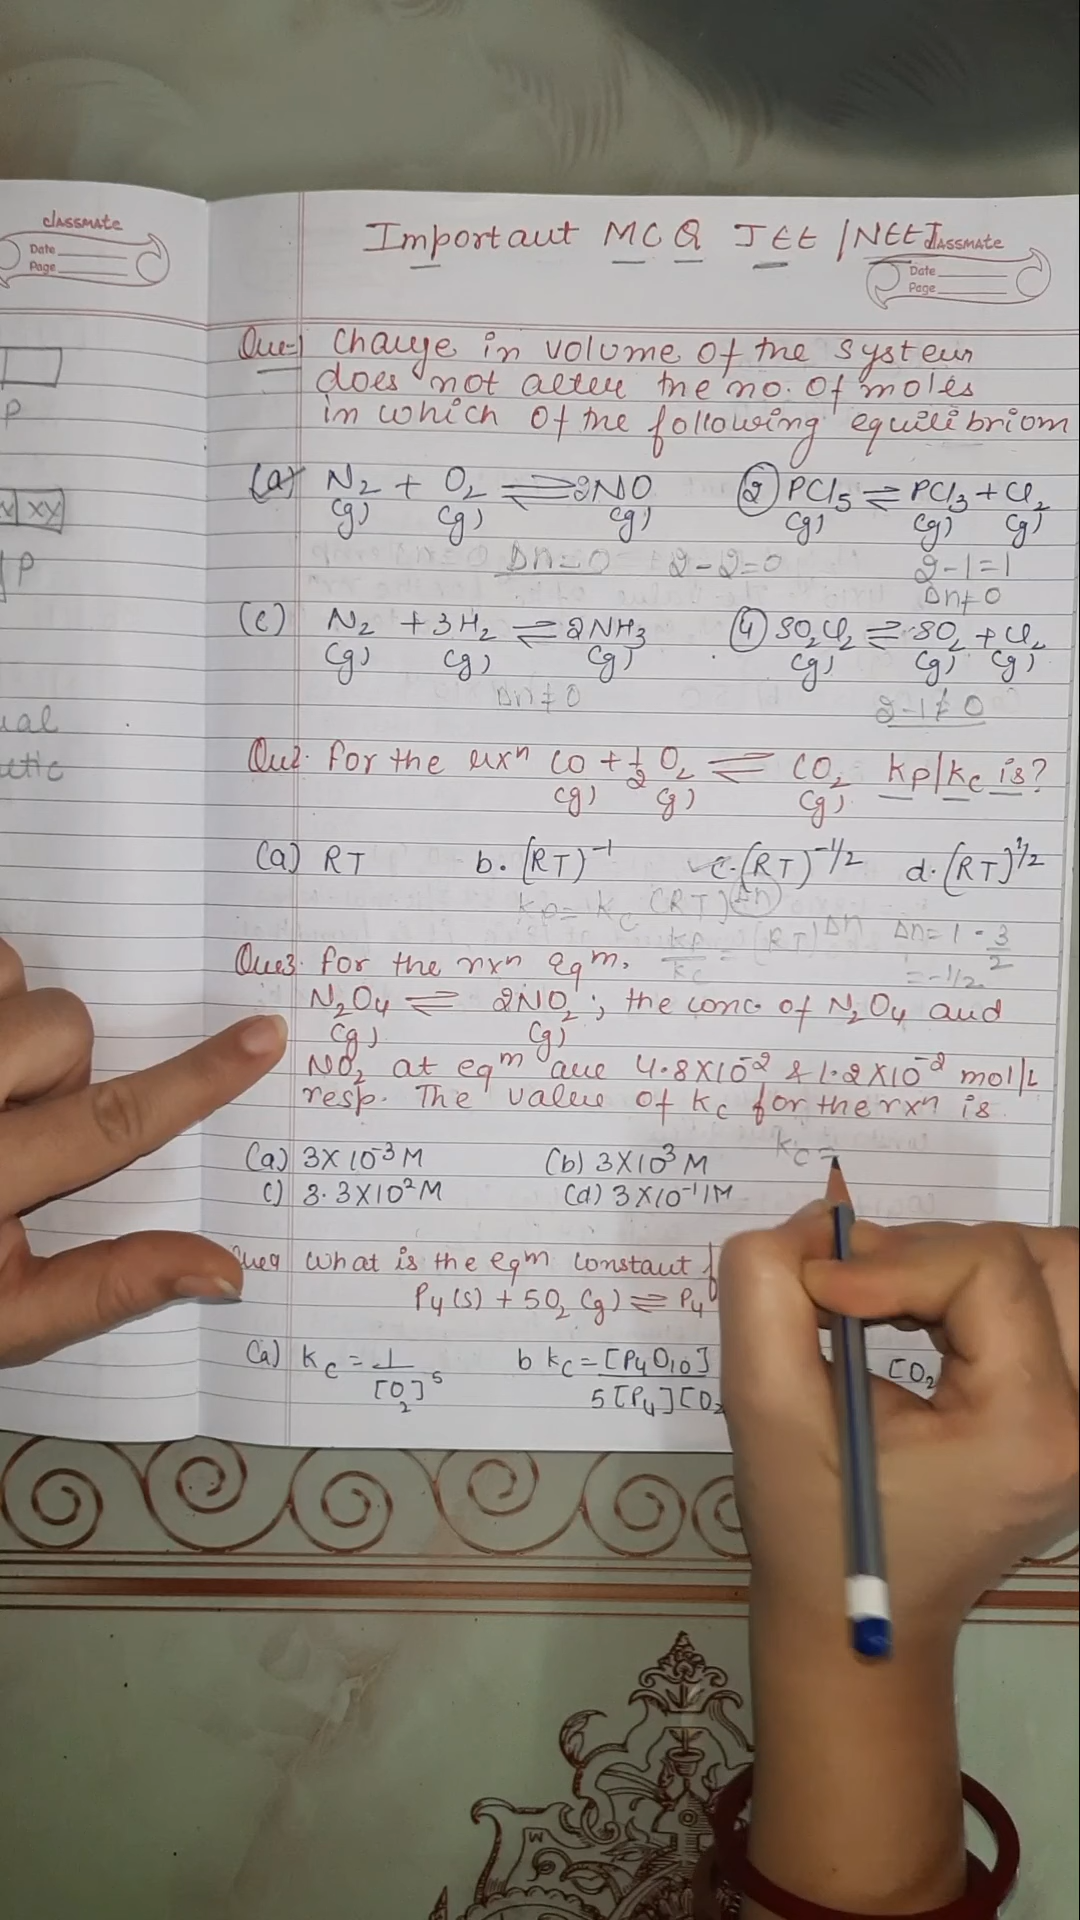 classmate
Date
Page
Important MCQ JEE/NEET
classmate
Date
Page
Que-1 Change in volume of the system
does not alter the no. of moles
in which of the following equilibriom
(a) N₂(g) + O₂(g) ⇌ 2NO(g) (2) PCl₅(g) ⇌ PCl₃(g) + Cl₂(g)
Δn=0 2-2=0 2-1=1
Δn≠0
(c) N₂(g) + 3H₂(g) ⇌ 2NH₃(g) (4) SO₂Cl₂(g) ⇌ SO₂(g) + Cl₂(g)
Δn≠0 2-1≠0
Que2. for the rxⁿ CO(g) + 1/2 O₂(g) ⇌ CO₂(g) kp/kc is?
(a) RT b. (RT)⁻¹ c. (RT)^-1/2 d. (RT)^1/2
kp = kc (RT)^Δn
kp/kc = (RT)^Δn Δn = 1 - 3/2
= -1/2
Ques3. for the rxⁿ eqᵐ,
N₂O₄(g) ⇌ 2NO₂(g); the conc of N₂O₄ and
NO₂ at eqᵐ are 4.8×10⁻² & 1.2×10⁻² mol/L
resp. The value of kc for the rxⁿ is
kc =
(a) 3×10⁻³ M (b) 3×10³ M
c) 3.3×10² M (d) 3×10⁻¹ M
Que4 What is the eqᵐ constant
P₄(s) + 5O₂(g) ⇌ P₄
(a) kc = 1/[O₂]⁵ b kc = [P₄O₁₀]/5[P₄][O₂ = [O₂
P
xy
P
ual
etic